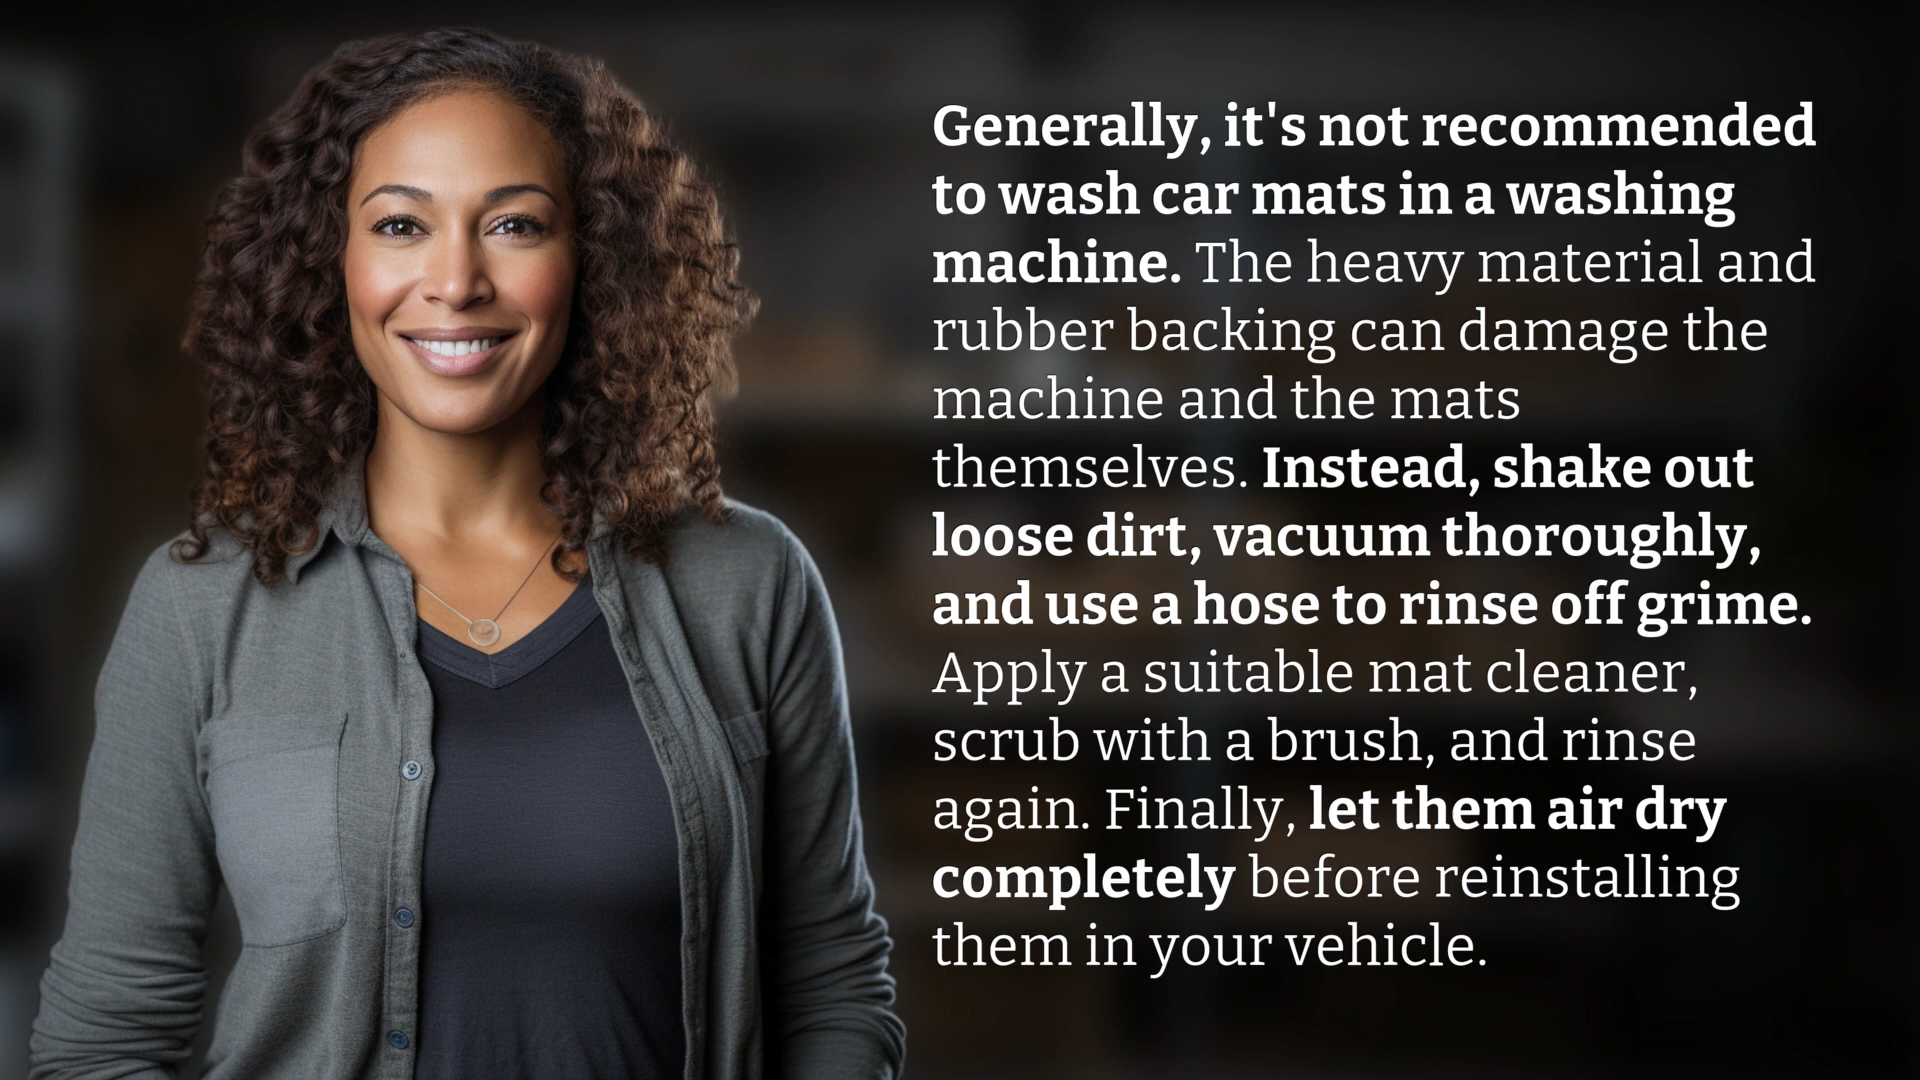 Generally, it's not recommended
to wash car mats in a washing
machine. The heavy material and
rubber backing can damage the
machine and the mats
themselves. Instead, shake out
loose dirt, vacuum thoroughly,
and use a hose to rinse off grime.
Apply a suitable mat cleaner,
scrub with a brush, and rinse
again. Finally, let them air dry
completely before reinstalling
them in your vehicle.